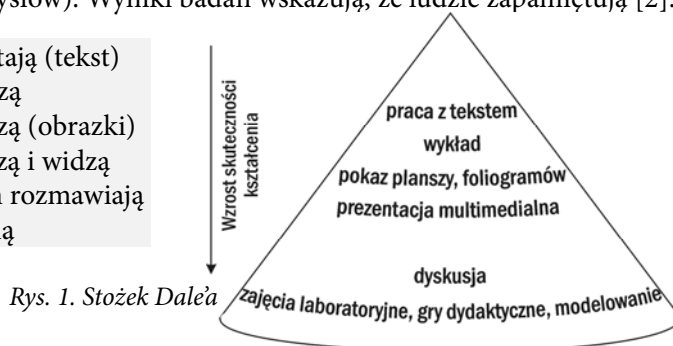 mysłów). Wyniki badań wskazują, że ludzie zapamiętują [2]:
tają (tekst)
zą
zą (obrazki)
zą i widzą
rozmawiają
ą
Wzrost skuteczności
kształcenia
praca z tekstem
wykład
pokaz planszy, foliogramów
prezentacja multimedialna
dyskusja
zajęcia laboratoryjne, gry dydaktyczne, modelowanie
Rys. 1. Stożek Dale'a